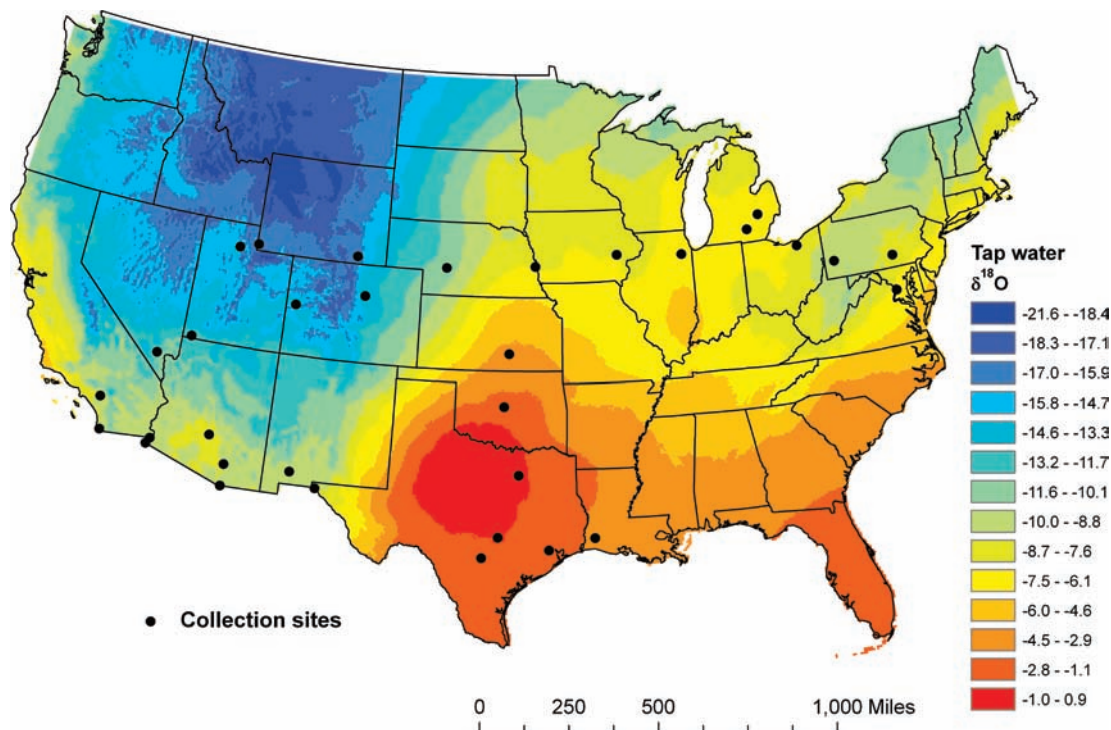 Tap water
δ18O
-21.6 - -18.4
-18.3 - -17.1
-17.0 - -15.9
-15.8 - -14.7
-14.6 - -13.3
-13.2 - -11.7
-11.6 - -10.1
-10.0 - -8.8
-8.7 - -7.6
-7.5 - -6.1
-6.0 - -4.6
-4.5 - -2.9
-2.8 - -1.1
-1.0 - 0.9
Collection sites
0 250 500 1,000 Miles